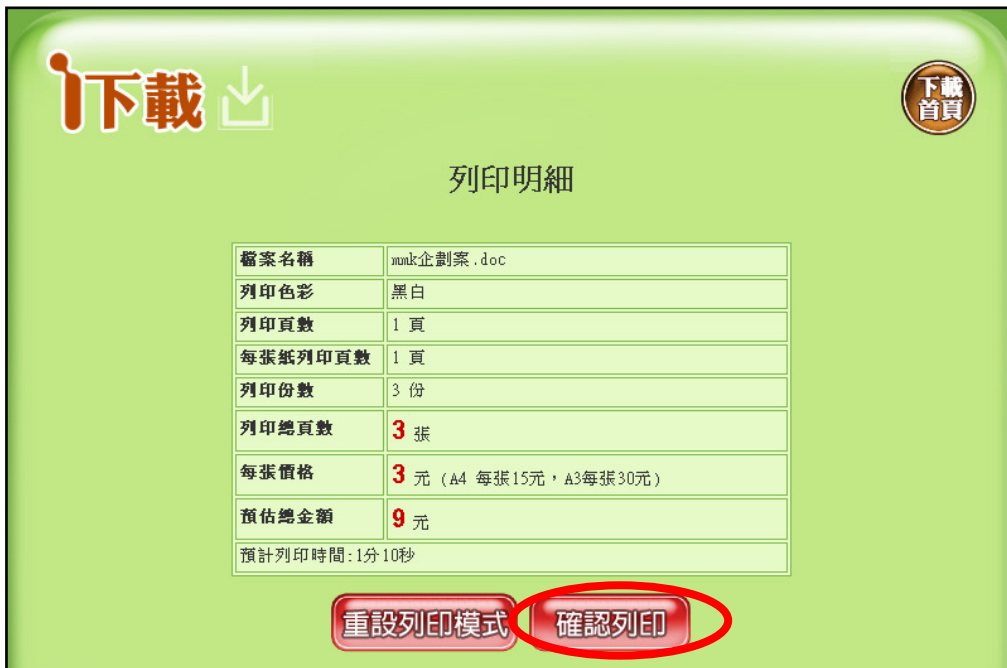 i下載
下載
首頁
列印明細
檔案名稱 mmk企劃案.doc
列印色彩 黑白
列印頁數 1 頁
每張紙列印頁數 1 頁
列印份數 3 份
列印總頁數 3 張
每張價格 3 元 (A4 每張15元，A3每張30元)
預估總金額 9 元
預計列印時間:1分10秒
重設列印模式 確認列印